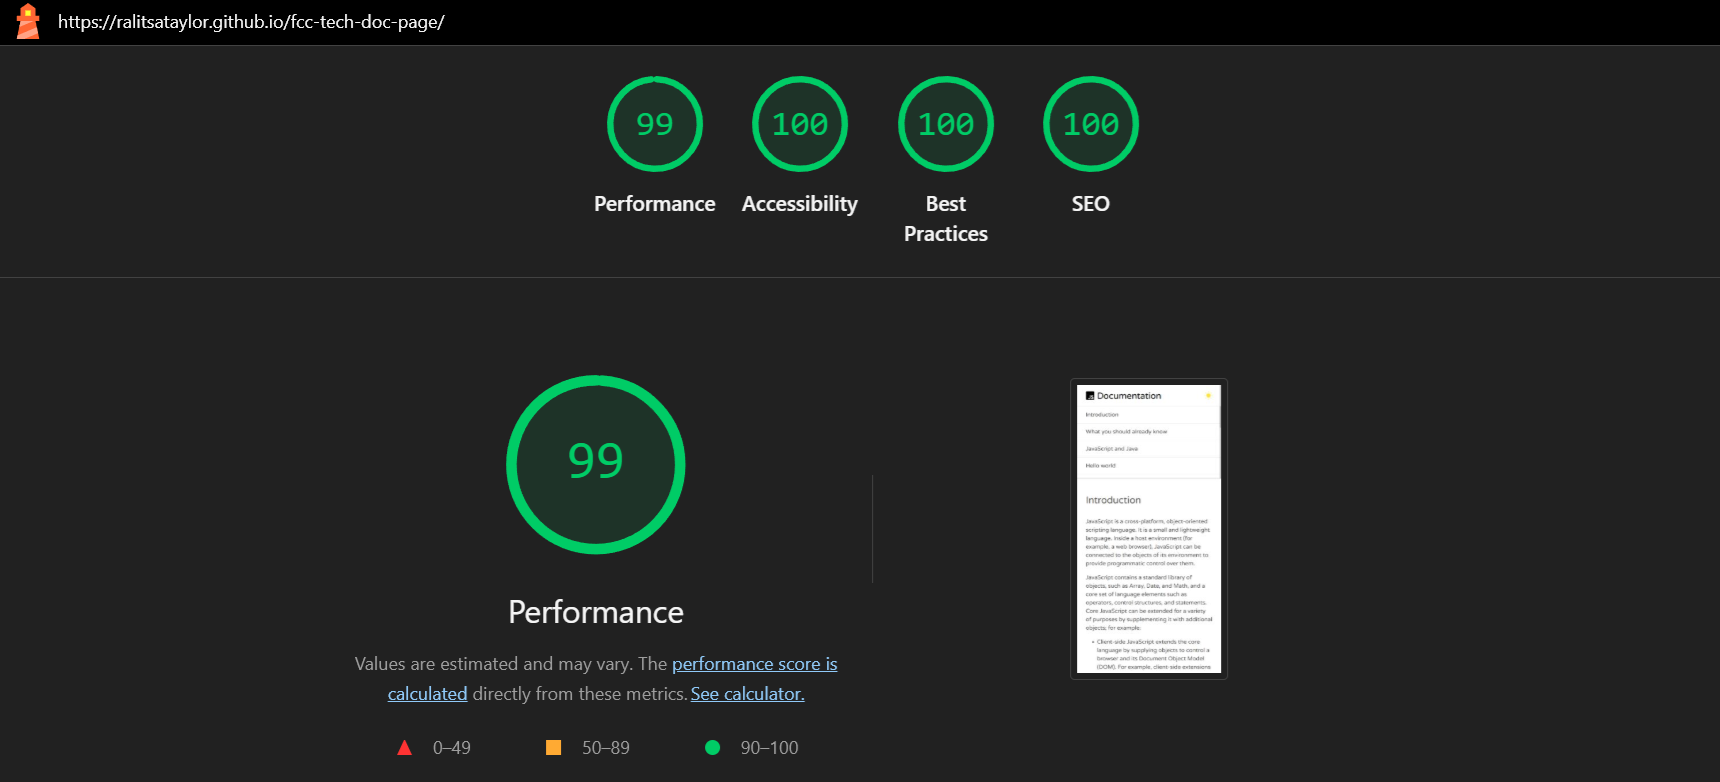 https://ralitsataylor.github.io/fcc-tech-doc-page/
99
100
100
100
Performance
Accessibility
Best
Practices
SEO
99
Performance
Values are estimated and may vary. The performance score is
calculated directly from these metrics. See calculator.
0–49
50–89
90–100
Documentation
Introduction
What you should already know
JavaScript and Java
Hello world
Introduction
JavaScript is a cross-platform, object-oriented
scripting language. It is a small and lightweight
language. Inside a host environment (for
example, a web browser), JavaScript can be
connected to the objects of its environment to
provide programmatic control over them.
JavaScript contains a standard library of
objects, such as Array, Date, and Math, and a
core set of language elements such as
operators, control structures, and statements.
Core JavaScript can be extended for a variety
of purposes by supplementing it with additional
objects; for example:
• Client-side JavaScript extends the core
language by supplying objects to control a
browser and its Document Object Model
(DOM). For example, client-side extensions